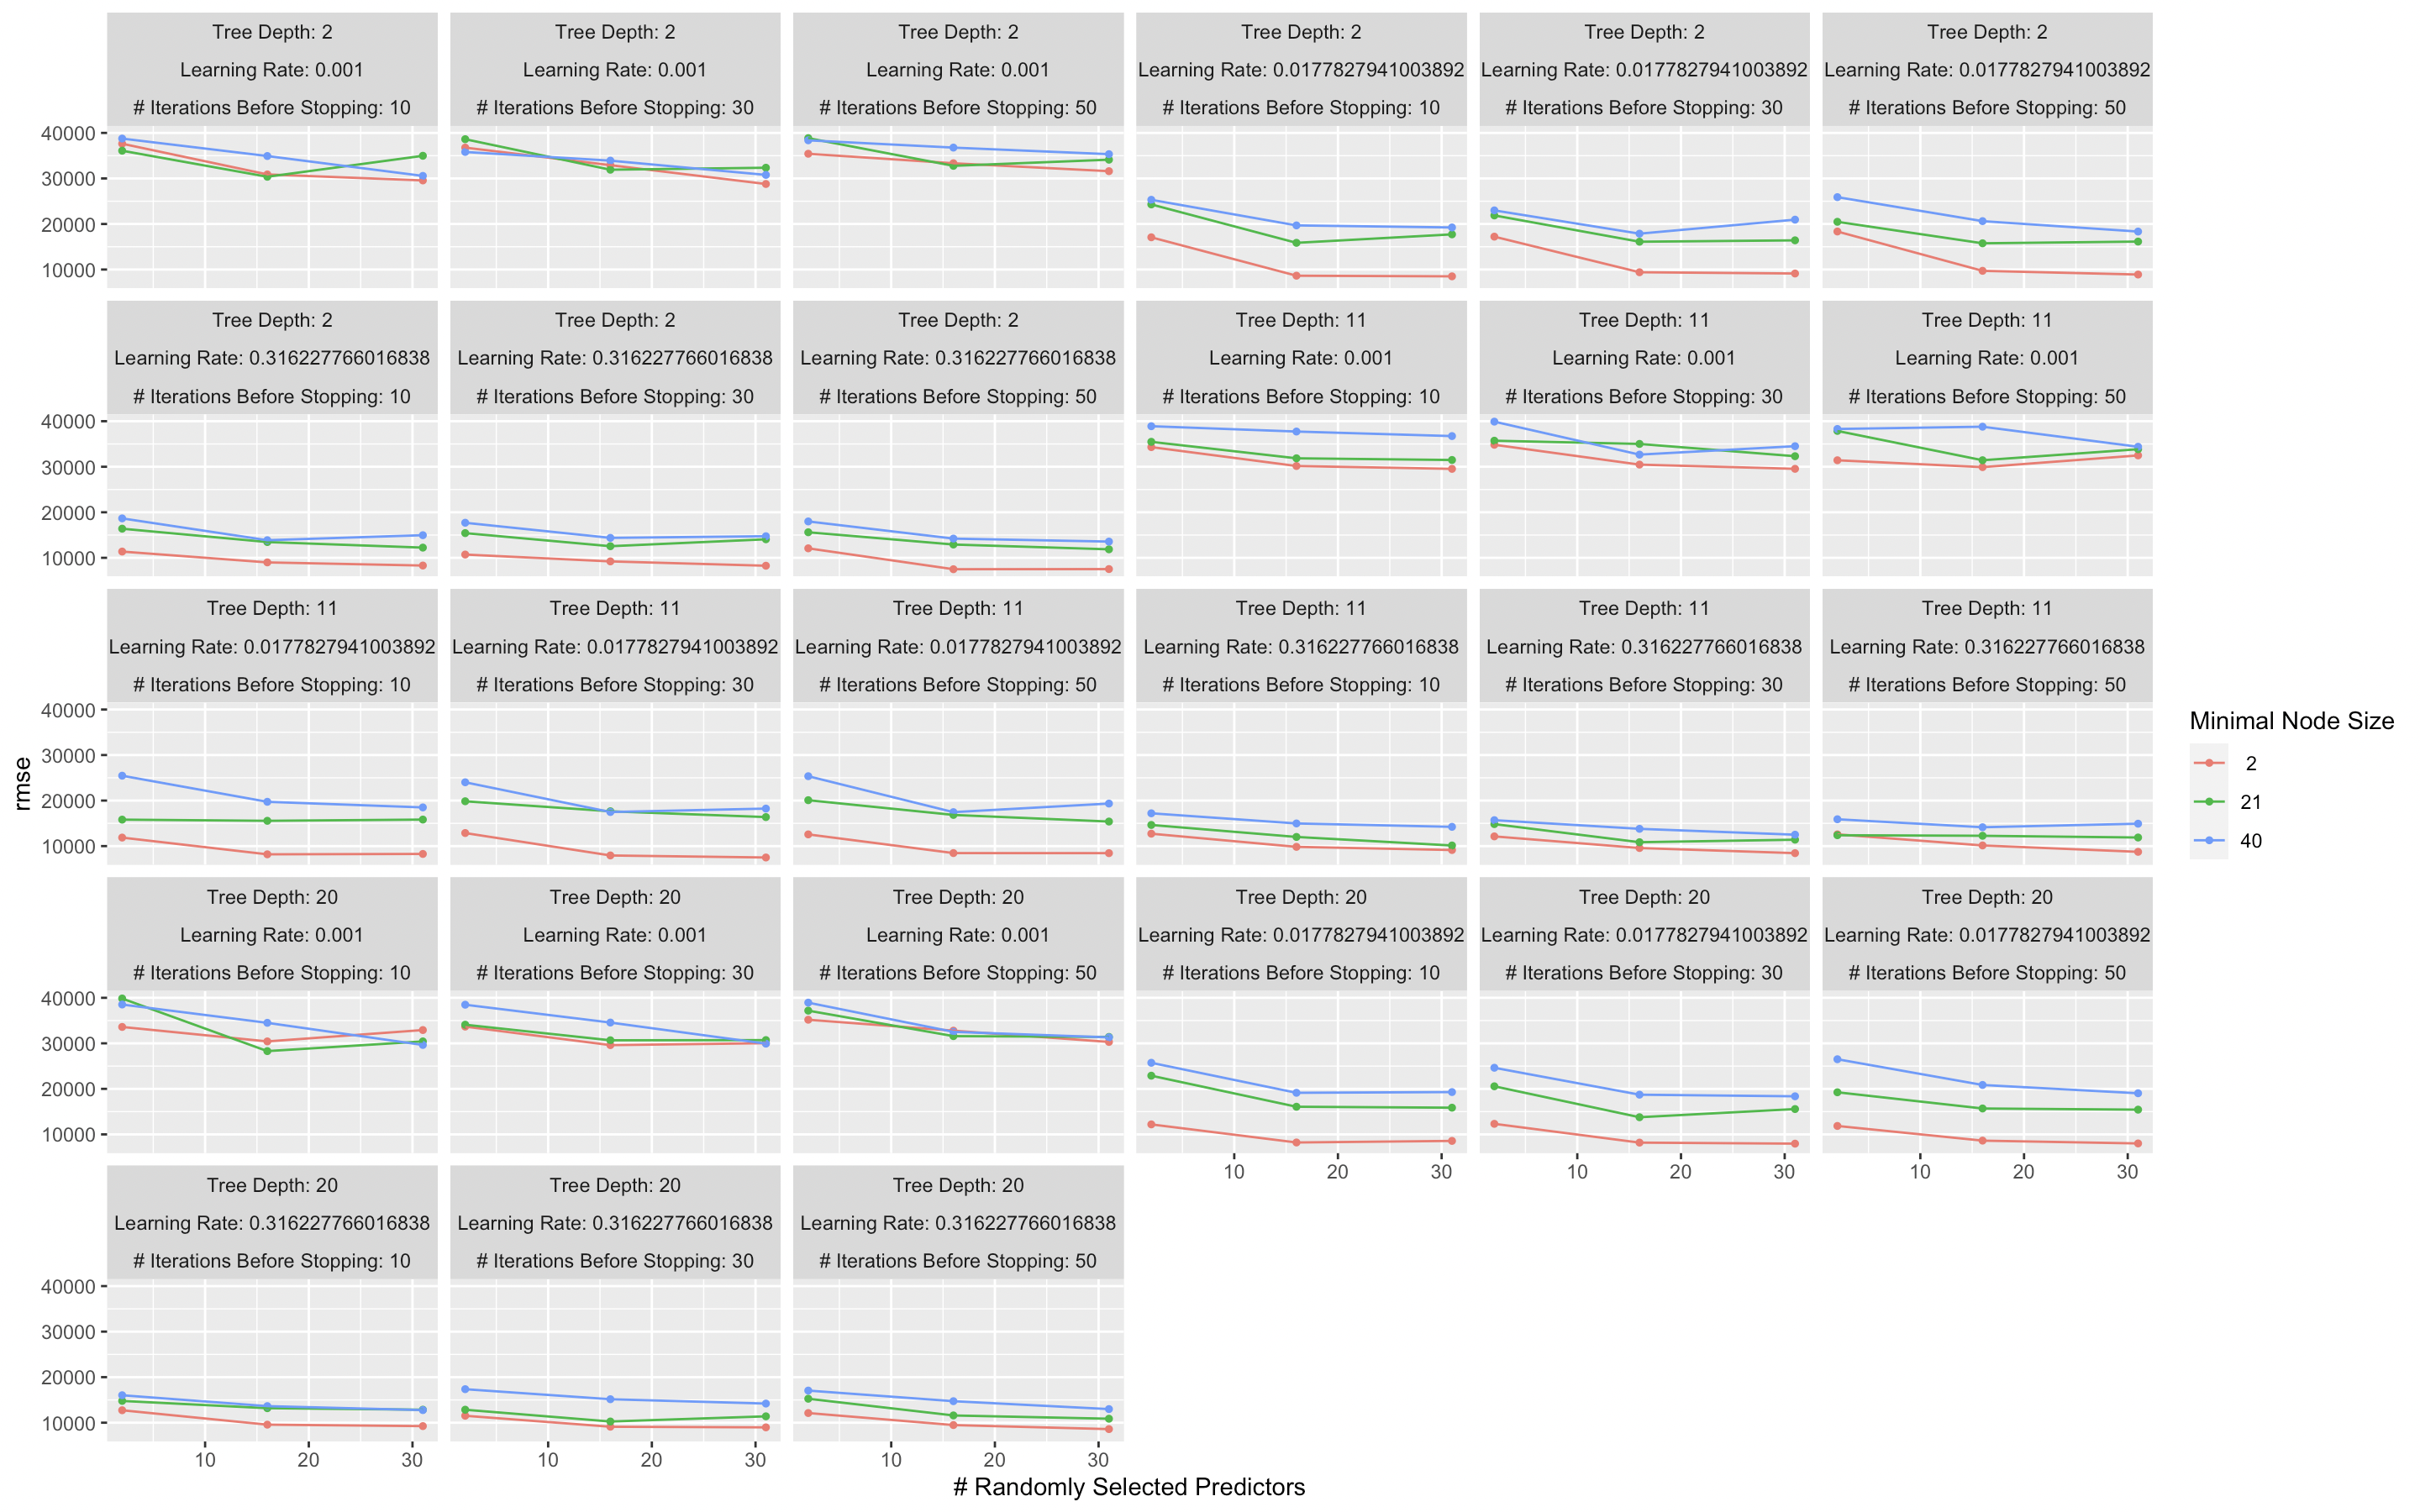 Tree Depth: 2
Learning Rate: 0.001
# Iterations Before Stopping: 10
Tree Depth: 2
Learning Rate: 0.001
# Iterations Before Stopping: 30
Tree Depth: 2
Learning Rate: 0.001
# Iterations Before Stopping: 50
Tree Depth: 2
Learning Rate: 0.0177827941003892
# Iterations Before Stopping: 10
Tree Depth: 2
Learning Rate: 0.0177827941003892
# Iterations Before Stopping: 30
Tree Depth: 2
Learning Rate: 0.0177827941003892
# Iterations Before Stopping: 50
40000
30000
20000
10000
Tree Depth: 2
Learning Rate: 0.316227766016838
# Iterations Before Stopping: 10
Tree Depth: 2
Learning Rate: 0.316227766016838
# Iterations Before Stopping: 30
Tree Depth: 2
Learning Rate: 0.316227766016838
# Iterations Before Stopping: 50
Tree Depth: 11
Learning Rate: 0.001
# Iterations Before Stopping: 10
Tree Depth: 11
Learning Rate: 0.001
# Iterations Before Stopping: 30
Tree Depth: 11
Learning Rate: 0.001
# Iterations Before Stopping: 50
40000
30000
20000
10000
Tree Depth: 11
Learning Rate: 0.0177827941003892
# Iterations Before Stopping: 10
Tree Depth: 11
Learning Rate: 0.0177827941003892
# Iterations Before Stopping: 30
Tree Depth: 11
Learning Rate: 0.0177827941003892
# Iterations Before Stopping: 50
Tree Depth: 11
Learning Rate: 0.316227766016838
# Iterations Before Stopping: 10
Tree Depth: 11
Learning Rate: 0.316227766016838
# Iterations Before Stopping: 30
Tree Depth: 11
Learning Rate: 0.316227766016838
# Iterations Before Stopping: 50
40000
30000
20000
10000
rmse
Tree Depth: 20
Learning Rate: 0.001
# Iterations Before Stopping: 10
Tree Depth: 20
Learning Rate: 0.001
# Iterations Before Stopping: 30
Tree Depth: 20
Learning Rate: 0.001
# Iterations Before Stopping: 50
Tree Depth: 20
Learning Rate: 0.0177827941003892
# Iterations Before Stopping: 10
Tree Depth: 20
Learning Rate: 0.0177827941003892
# Iterations Before Stopping: 30
Tree Depth: 20
Learning Rate: 0.0177827941003892
# Iterations Before Stopping: 50
40000
30000
20000
10000
10 20 30
10 20 30
10 20 30
Tree Depth: 20
Learning Rate: 0.316227766016838
# Iterations Before Stopping: 10
Tree Depth: 20
Learning Rate: 0.316227766016838
# Iterations Before Stopping: 30
Tree Depth: 20
Learning Rate: 0.316227766016838
# Iterations Before Stopping: 50
40000
30000
20000
10000
10 20 30
10 20 30
10 20 30
# Randomly Selected Predictors
Minimal Node Size
2
21
40